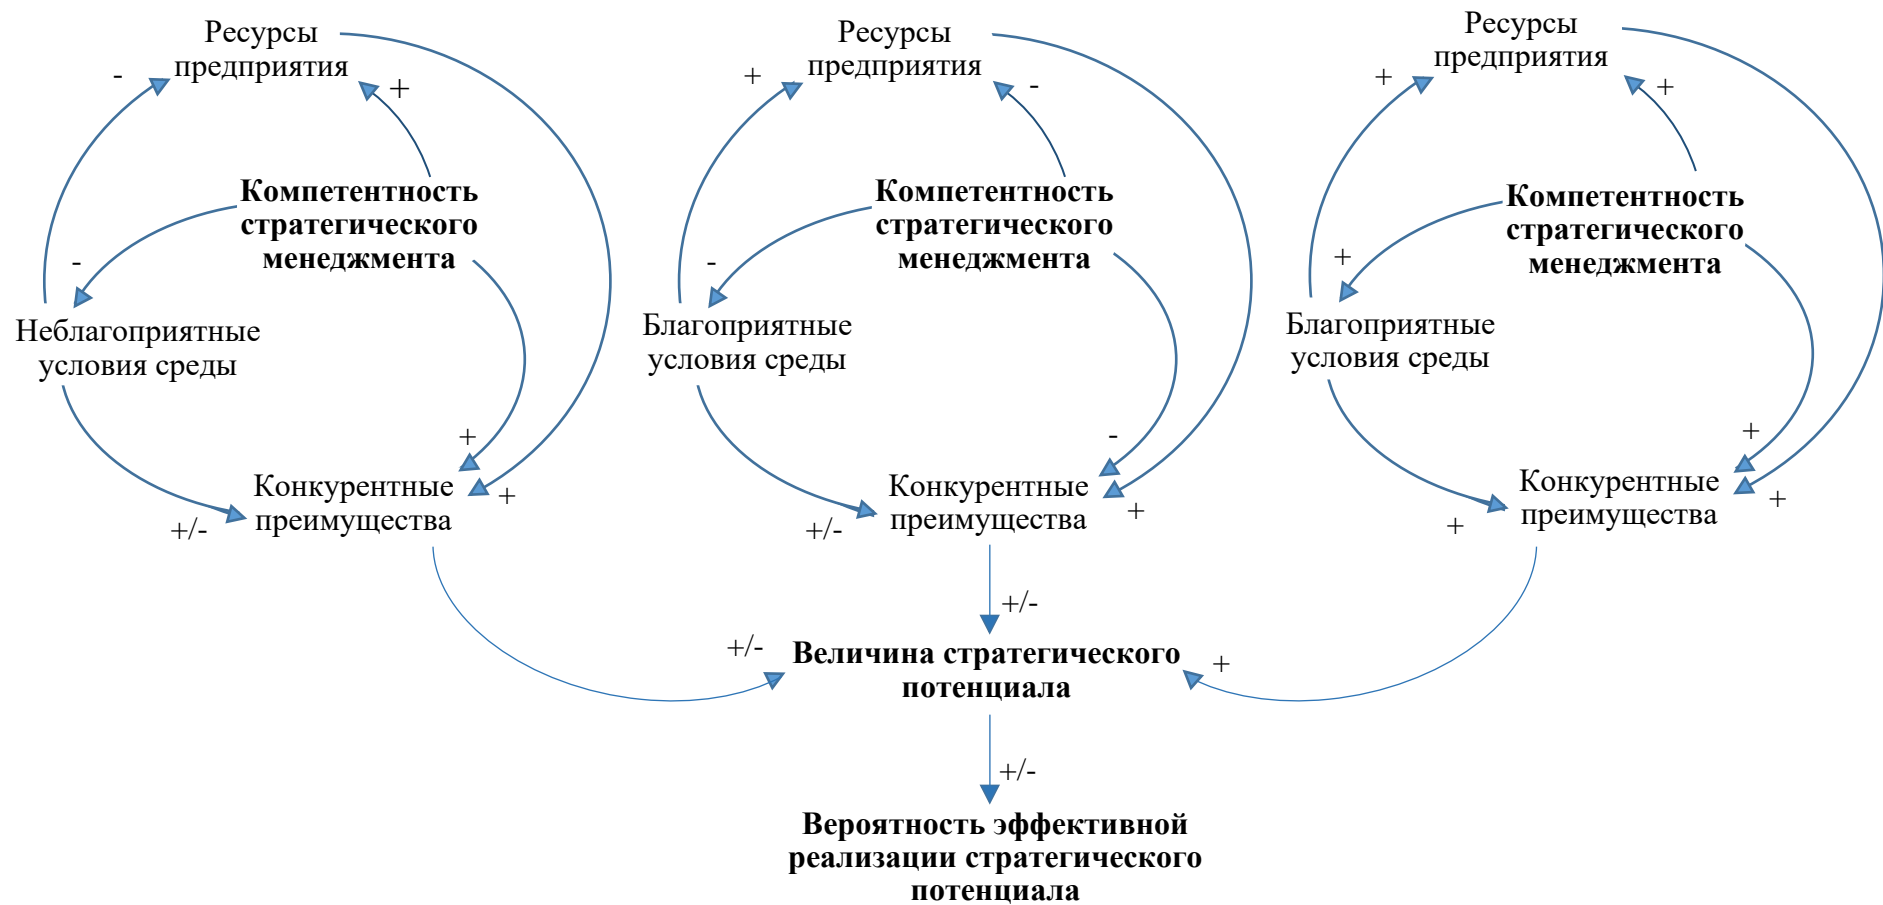 Ресурсы
предприятия
-
+
Компетентность
стратегического
менеджмента
-
Неблагоприятные
условия среды
+
Конкурентные
преимущества
+
+/-
Ресурсы
предприятия
+
-
Компетентность
стратегического
менеджмента
-
Благоприятные
условия среды
-
Конкурентные
преимущества
+
+/-
Ресурсы
предприятия
+
+
Компетентность
стратегического
менеджмента
+
Благоприятные
условия среды
+
Конкурентные
преимущества
+
+
+/-
+/-
Величина стратегического
потенциала
+
+/-
Вероятность эффективной
реализации стратегического
потенциала